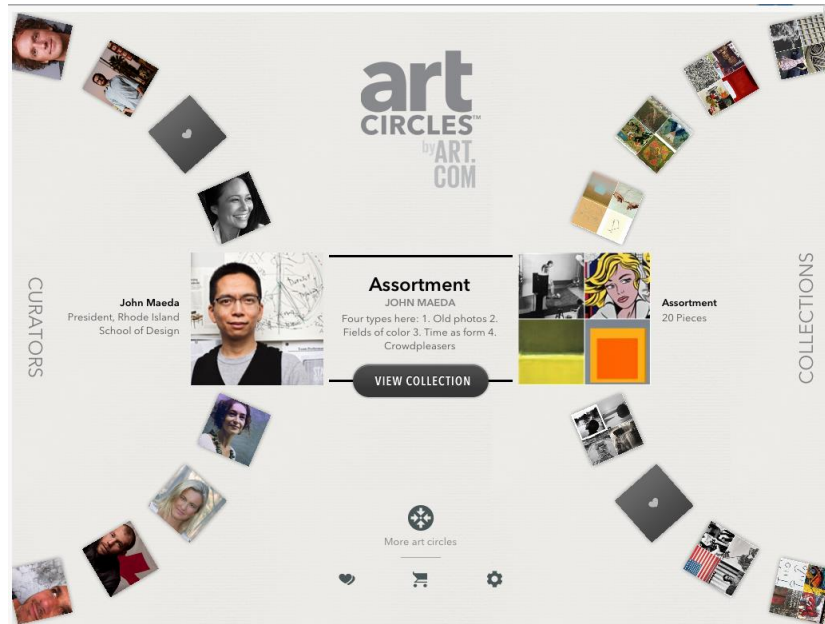 art
CIRCLES™
by ART.
COM
CURATORS
John Maeda
President, Rhode Island
School of Design
Assortment
JOHN MAEDA
Four types here: 1. Old photos 2.
Fields of color 3. Time as form 4.
Crowdpleasers
VIEW COLLECTION
Assortment
20 Pieces
COLLECTIONS
More art circles